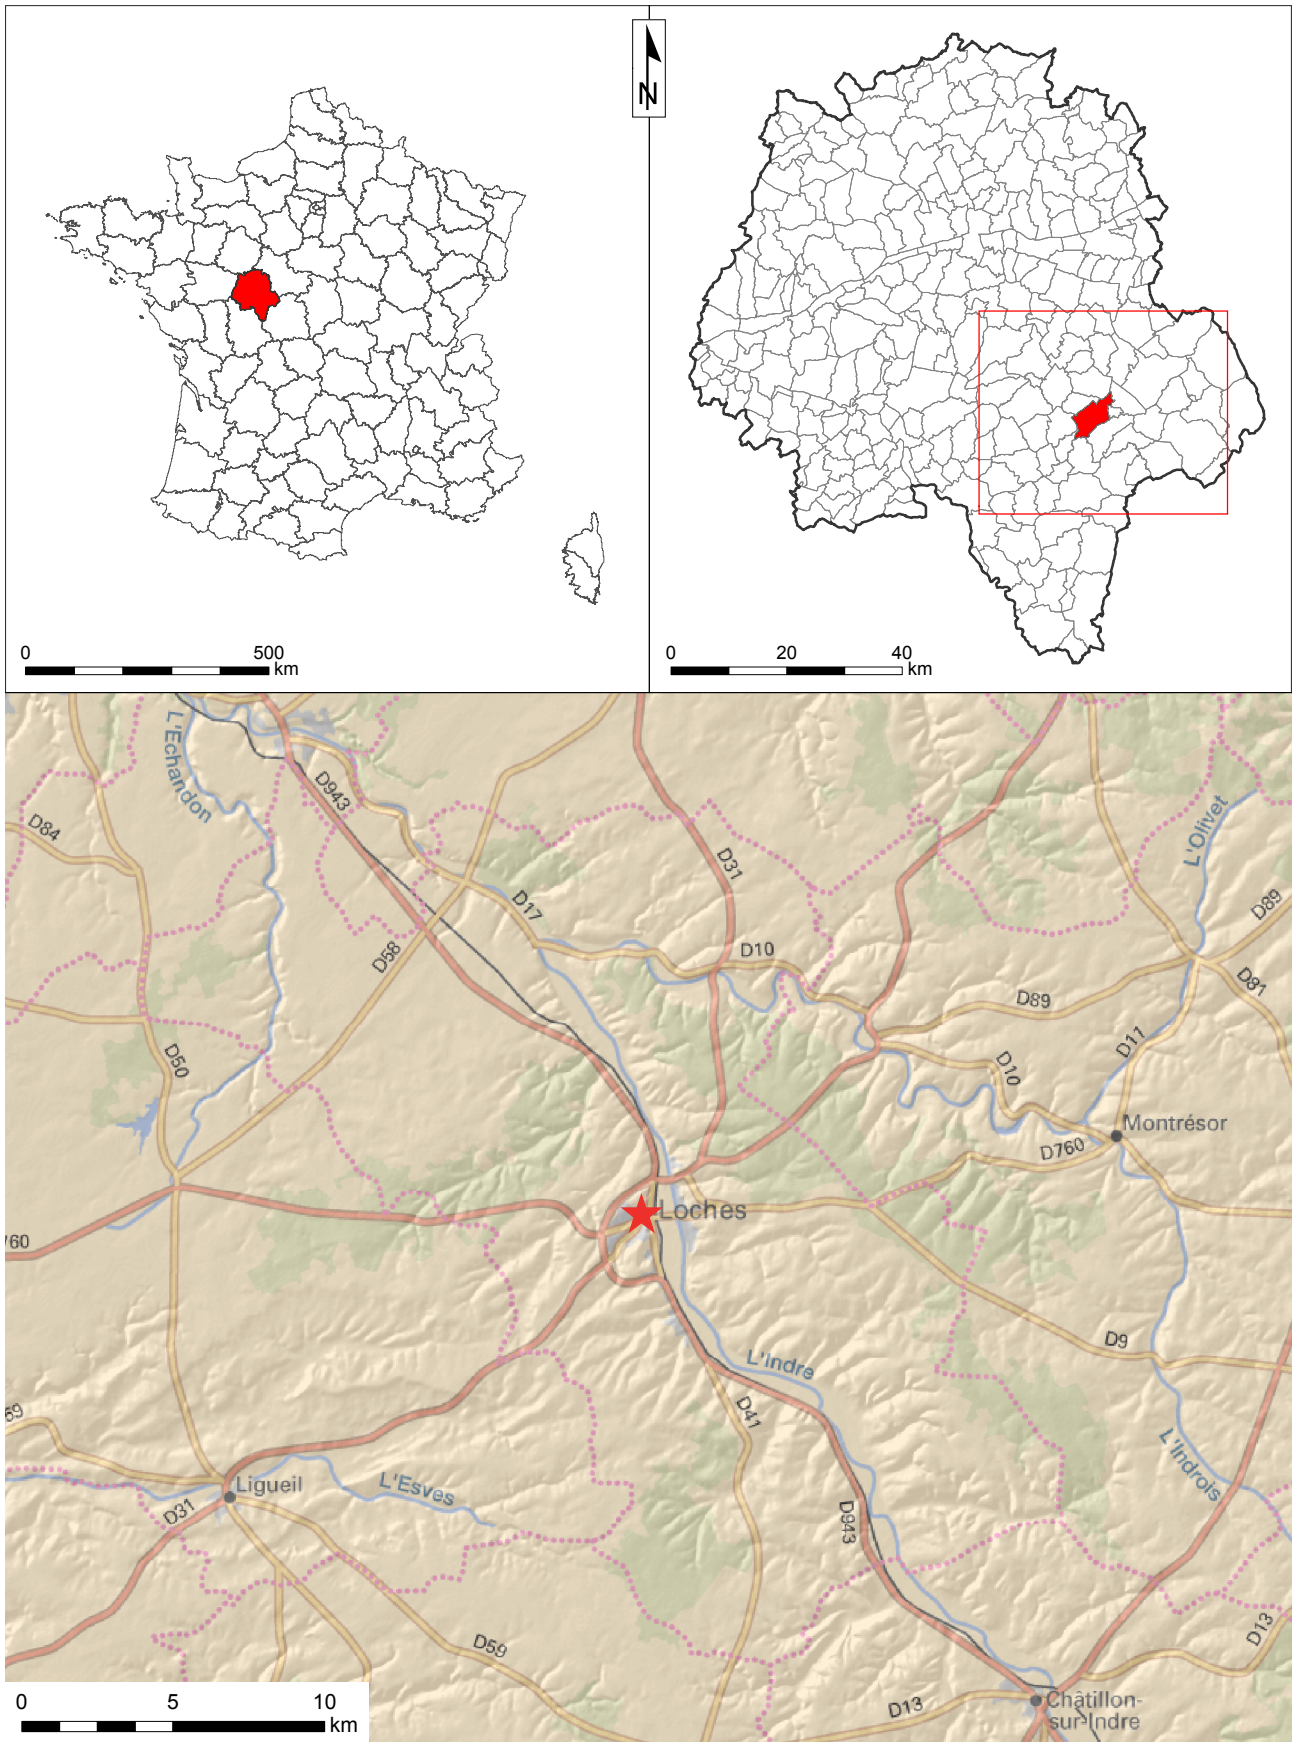 N
0 500 km
0 20 40 km
L'Echandon
D943
D84
D31
L'Olivet
D17
D89
D58
D10
D81
D89
D11
D50
D10
Montrésor
D760
Loches
760
D9
L'Indre
D41
69
L'Indrois
Ligueil
L'Esves
D31
D943
D59
D13
D13
Châtillon-
sur-Indre
0 5 10 km